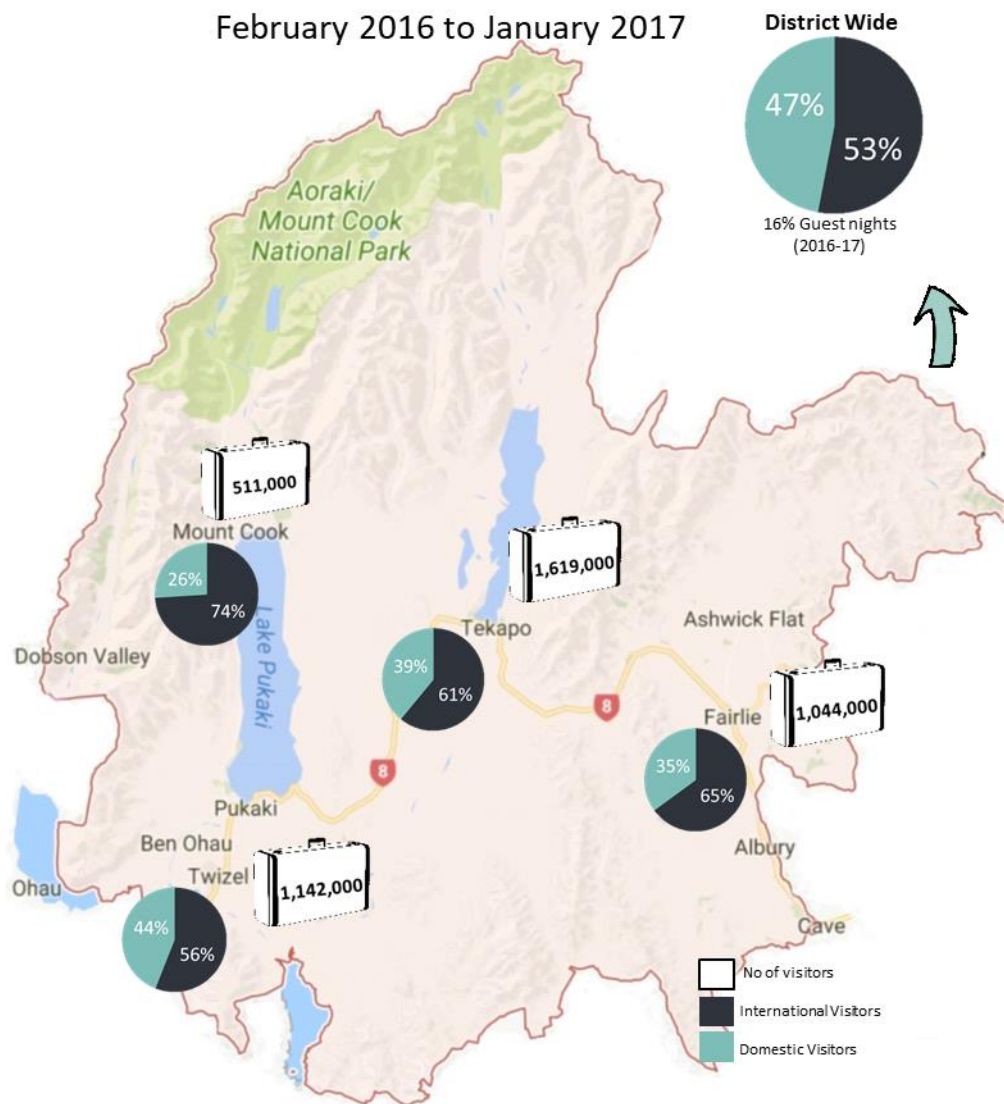 February 2016 to January 2017
District Wide
47%
53%
16% Guest nights
(2016-17)
Aoraki/
Mount Cook
National Park
511,000
Mount Cook
26%
74%
1,619,000
Tekapo
Ashwick Flat
Dobson Valley
Lake Pukaki
39%
61%
8
Fairlie
1,044,000
8
35%
65%
Pukaki
Ben Ohau
Twizel
1,142,000
Albury
Ohau
44%
56%
Cave
No of visitors
International Visitors
Domestic Visitors